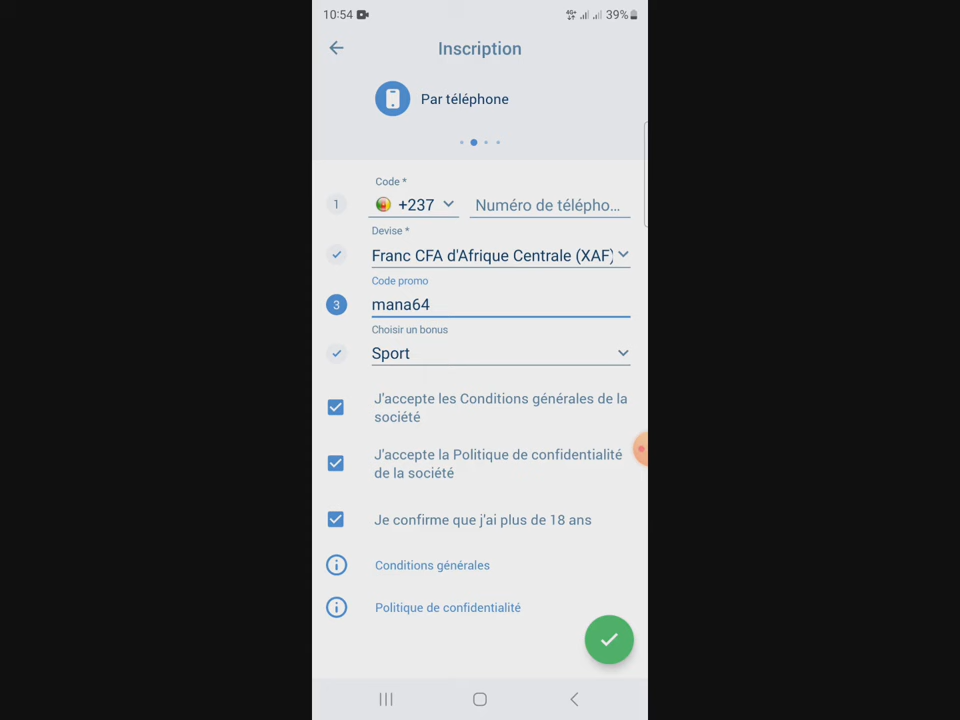 10:54
4G+ 39%
Inscription
Par téléphone
Code *
1 +237 Numéro de télépho...
Devise *
Franc CFA d'Afrique Centrale (XAF)
Code promo
3 mana64
Choisir un bonus
Sport
J'accepte les Conditions générales de la
société
J'accepte la Politique de confidentialité
de la société
Je confirme que j'ai plus de 18 ans
Conditions générales
Politique de confidentialité